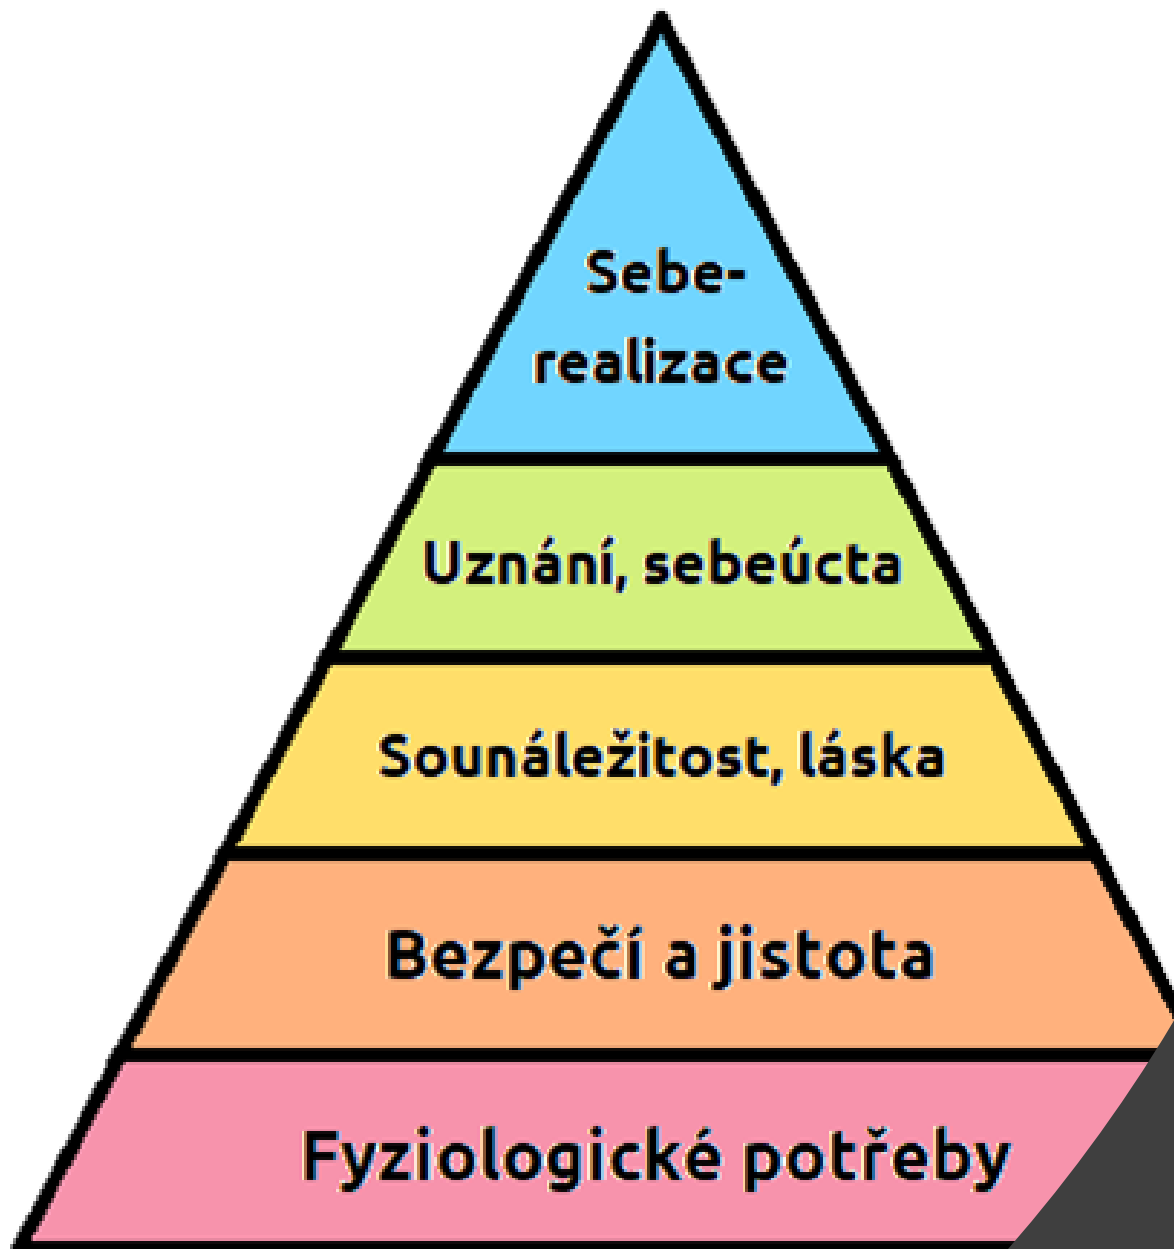 Sebe-
realizace
Uznání, sebeúcta
Sounáležitost, láska
Bezpečí a jistota
Fyziologické potřeby